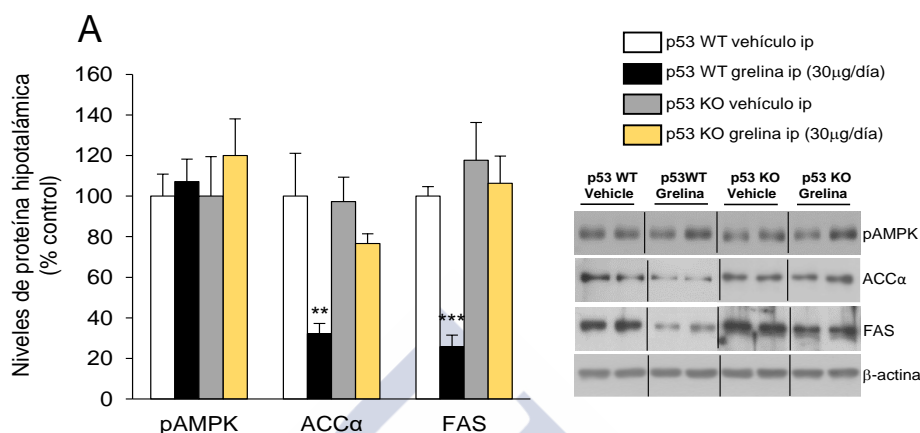 A
160
140
120
100
80
60
40
20
0
Niveles de proteína hipotalámica
(% control)
**
***
pAMPK
ACCα
FAS
p53 WT vehículo ip
p53 WT grelina ip (30μg/día)
p53 KO vehículo ip
p53 KO grelina ip (30μg/día)
p53 WT
Vehicle
p53WT
Grelina
p53 KO
Vehicle
p53 KO
Grelina
pAMPK
ACCα
FAS
β-actina